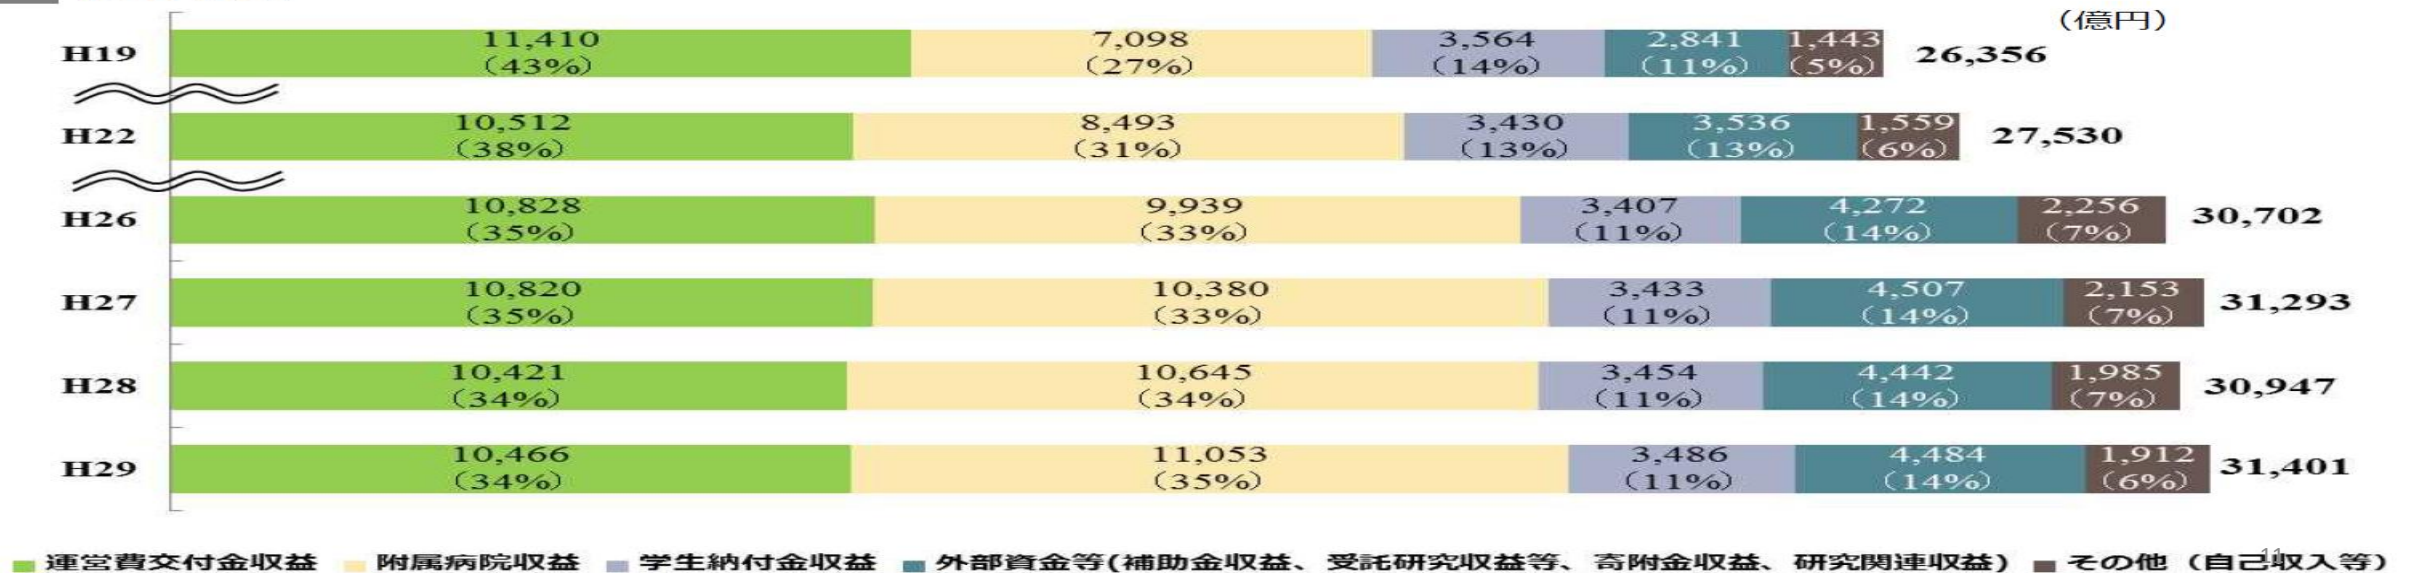 (億円)
H19 11,410 7,098 3,564 2,841 1,443 26,356
(43%) (27%) (14%) (11%) (5%)
H22 10,512 8,493 3,430 3,536 1,559 27,530
(38%) (31%) (13%) (13%) (6%)
H26 10,828 9,939 3,407 4,272 2,256 30,702
(35%) (33%) (11%) (14%) (7%)
H27 10,820 10,380 3,433 4,507 2,153 31,293
(35%) (33%) (11%) (14%) (7%)
H28 10,421 10,645 3,454 4,442 1,985 30,947
(34%) (34%) (11%) (14%) (7%)
H29 10,466 11,053 3,486 4,484 1,912 31,401
(34%) (35%) (11%) (14%) (6%)
運営費交付金収益 附属病院収益 学生納付金収益 外部資金等(補助金収益、受託研究収益等、寄附金収益、研究関連収益) その他（自己収入等）
11